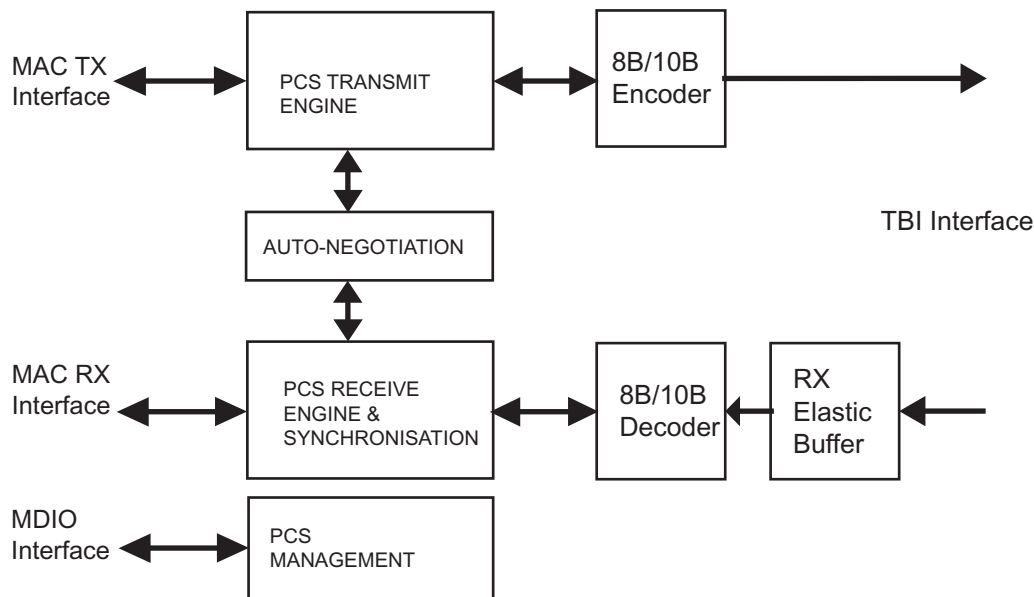 MAC TX
Interface
PCS TRANSMIT
ENGINE
8B/10B
Encoder
AUTO-NEGOTIATION
TBI Interface
MAC RX
Interface
PCS RECEIVE
ENGINE &
SYNCHRONISATION
8B/10B
Decoder
RX
Elastic
Buffer
MDIO
Interface
PCS
MANAGEMENT